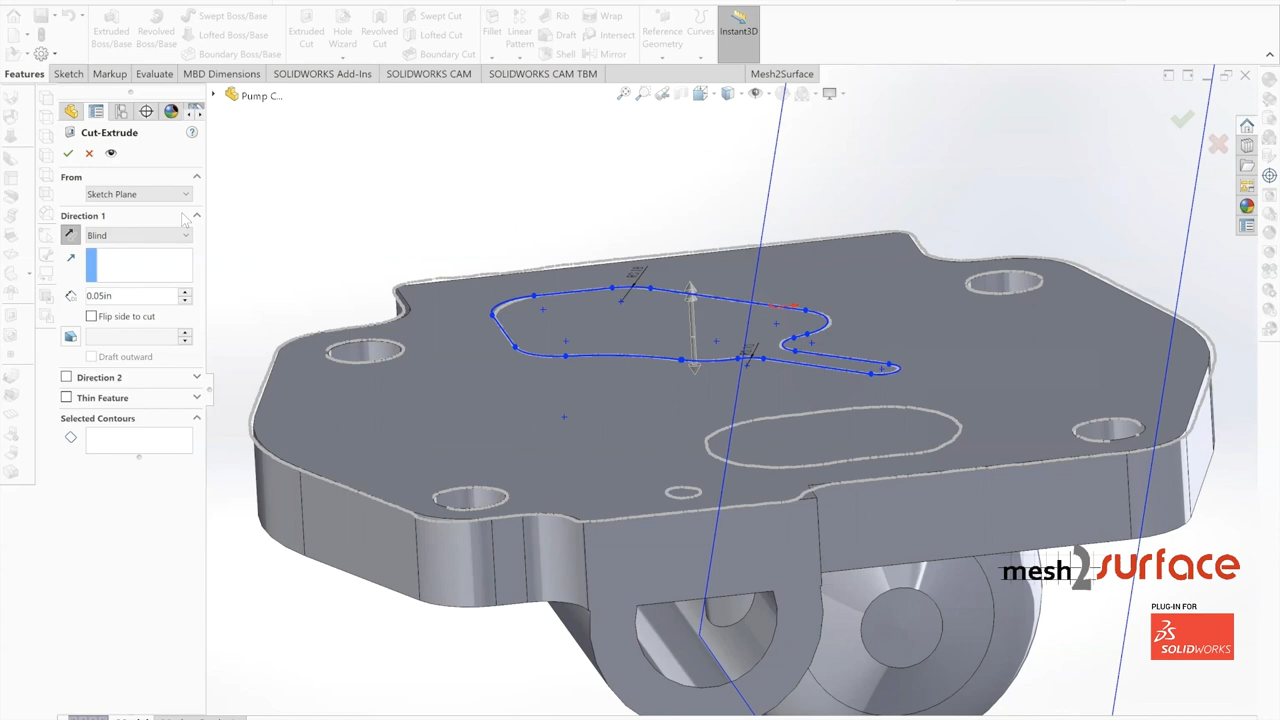 Extruded Boss/Base
Revolved Boss/Base
Swept Boss/Base
Lofted Boss/Base
Boundary Boss/Base
Extruded Cut
Hole Wizard
Revolved Cut
Swept Cut
Lofted Cut
Boundary Cut
Fillet
Linear Pattern
Rib
Draft
Shell
Wrap
Intersect
Mirror
Reference Geometry
Curves
Instant3D
Features
Sketch
Markup
Evaluate
MBD Dimensions
SOLIDWORKS Add-Ins
SOLIDWORKS CAM
SOLIDWORKS CAM TBM
Mesh2Surface
Pump C...
Cut-Extrude
From
Sketch Plane
Direction 1
Blind
0.05in
Flip side to cut
Draft outward
Direction 2
Thin Feature
Selected Contours
mesh2surface
PLUG-IN FOR
SOLIDWORKS